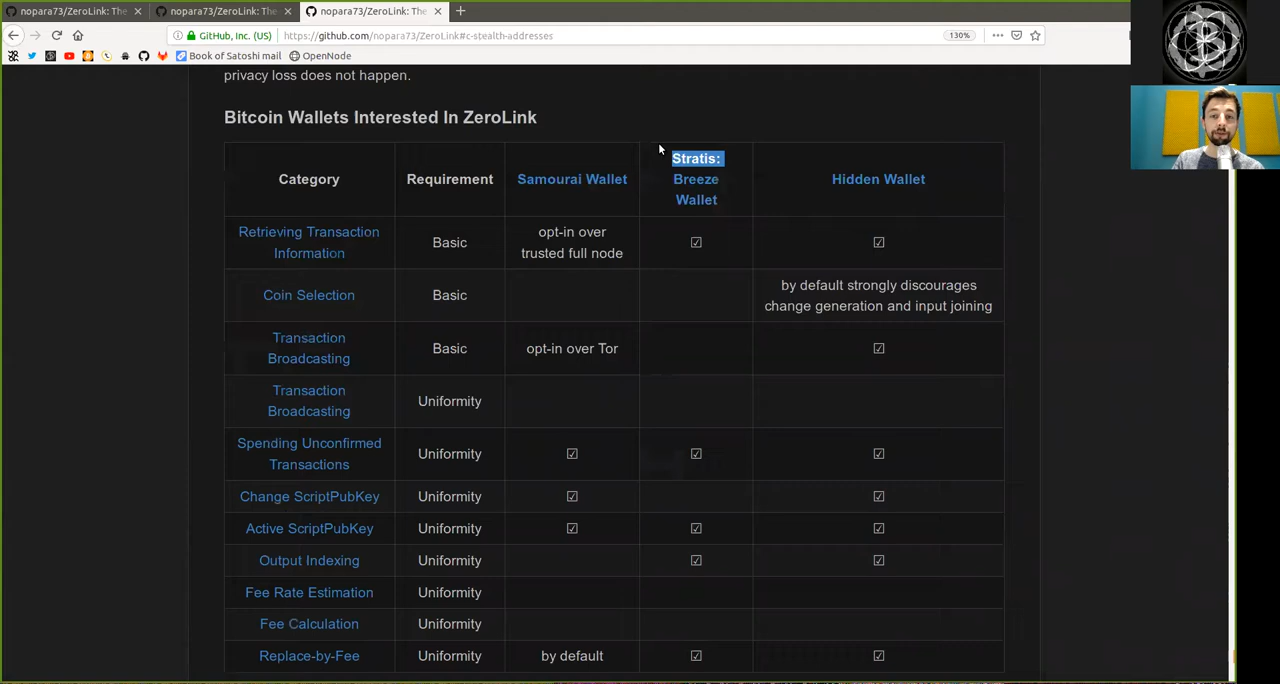 nopara73/ZeroLink: The
nopara73/ZeroLink: The
nopara73/ZeroLink: The
GitHub, Inc. (US)
https://github.com/nopara73/ZeroLink#c-stealth-addresses
130%
Book of Satoshi mail
OpenNode
privacy loss does not happen.
Bitcoin Wallets Interested In ZeroLink
Category
Requirement
Samourai Wallet
Stratis:
Breeze
Wallet
Hidden Wallet
Retrieving Transaction
Information
Basic
opt-in over
trusted full node
☑
☑
Coin Selection
Basic
by default strongly discourages
change generation and input joining
Transaction
Broadcasting
Basic
opt-in over Tor
☑
Transaction
Broadcasting
Uniformity
Spending Unconfirmed
Transactions
Uniformity
☑
☑
☑
Change ScriptPubKey
Uniformity
☑
☑
Active ScriptPubKey
Uniformity
☑
☑
☑
Output Indexing
Uniformity
☑
☑
Fee Rate Estimation
Uniformity
Fee Calculation
Uniformity
Replace-by-Fee
Uniformity
by default
☑
☑